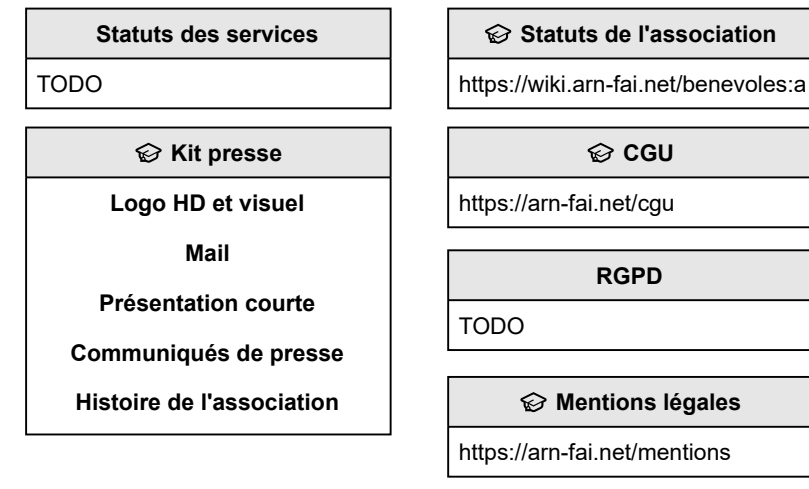 Statuts des services
TODO
Kit presse
Logo HD et visuel
Mail
Présentation courte
Communiqués de presse
Histoire de l'association
Statuts de l'association
https://wiki.arn-fai.net/benevoles:a
CGU
https://arn-fai.net/cgu
RGPD
TODO
Mentions légales
https://arn-fai.net/mentions